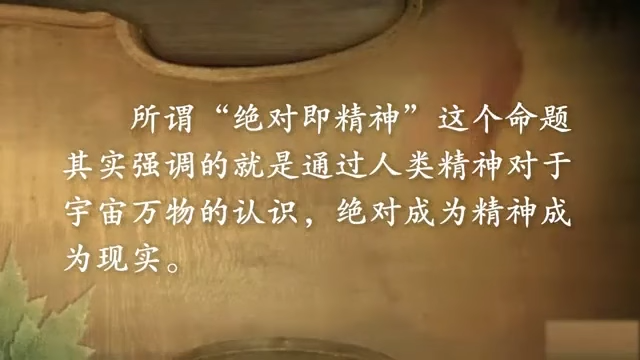 所谓“绝对即精神”这个命题
其实强调的就是通过人类精神对于
宇宙万物的认识，绝对成为精神成
为现实。